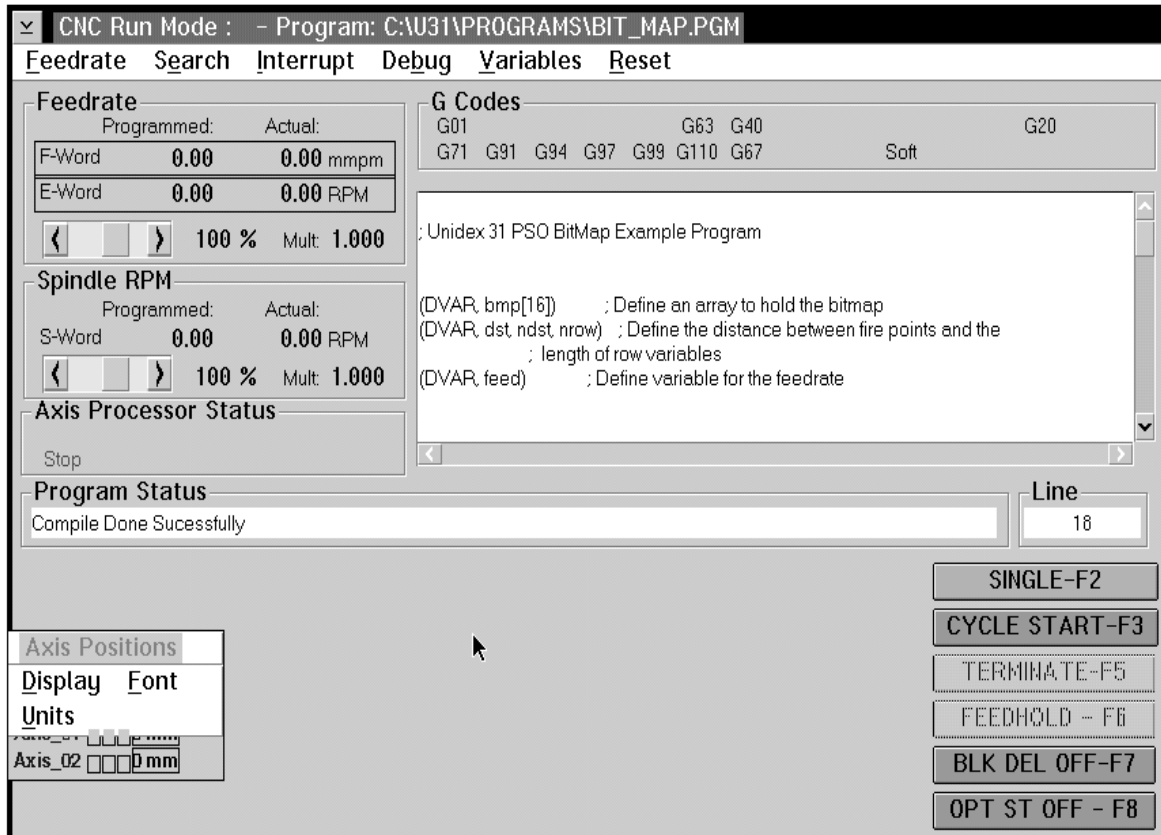 CNC Run Mode :   - Program: C:\U31\PROGRAMS\BIT_MAP.PGM
Feedrate Search Interrupt Debug Variables Reset
Feedrate
Programmed: Actual:
F-Word 0.00 0.00 mmpm
E-Word 0.00 0.00 RPM
100 % Mult: 1.000
Spindle RPM
Programmed: Actual:
S-Word 0.00 0.00 RPM
100 % Mult: 1.000
Axis Processor Status
Stop
G Codes
G01 G63 G40 G20
G71 G91 G94 G97 G99 G110 G67 Soft
; Unidex 31 PSO BitMap Example Program
(DVAR, bmp[16]) ; Define an array to hold the bitmap
(DVAR, dst, ndst, nrow) ; Define the distance between fire points and the
; length of row variables
(DVAR, feed) ; Define variable for the feedrate
Program Status
Compile Done Sucessfully
Line
18
SINGLE-F2
CYCLE START-F3
TERMINATE-F5
FEEDHOLD - F6
BLK DEL OFF-F7
OPT ST OFF - F8
Axis Positions
Display Font
Units
Axis_02 0 mm